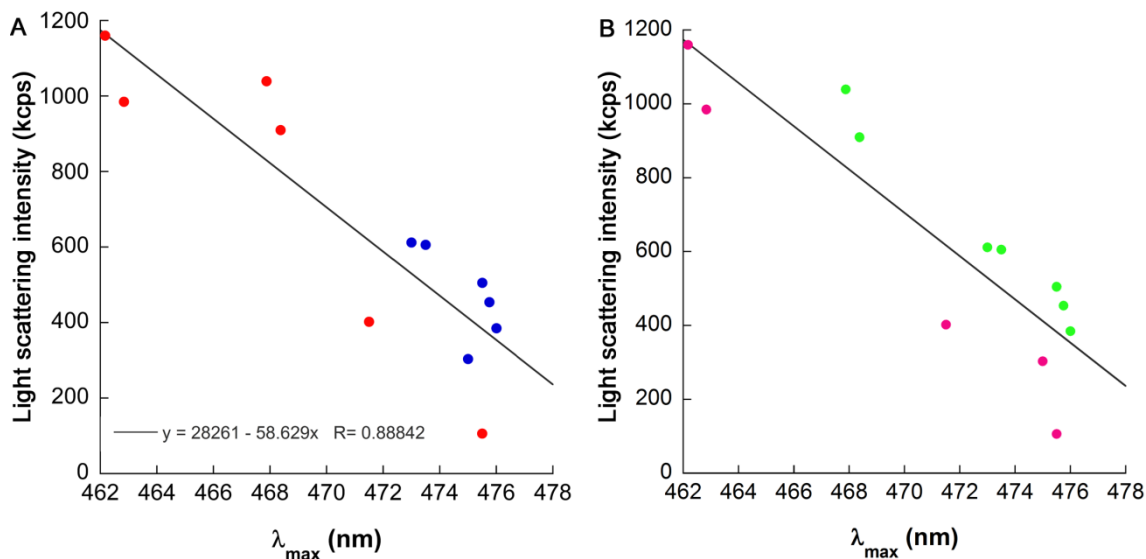 A
Light scattering intensity (kcps)
1200
1000
800
600
400
200
0
y = 28261 - 58.629x R= 0.88842
462 464 466 468 470 472 474 476 478
λmax (nm)
B
Light scattering intensity (kcps)
1200
1000
800
600
400
200
0
462 464 466 468 470 472 474 476 478
λmax (nm)